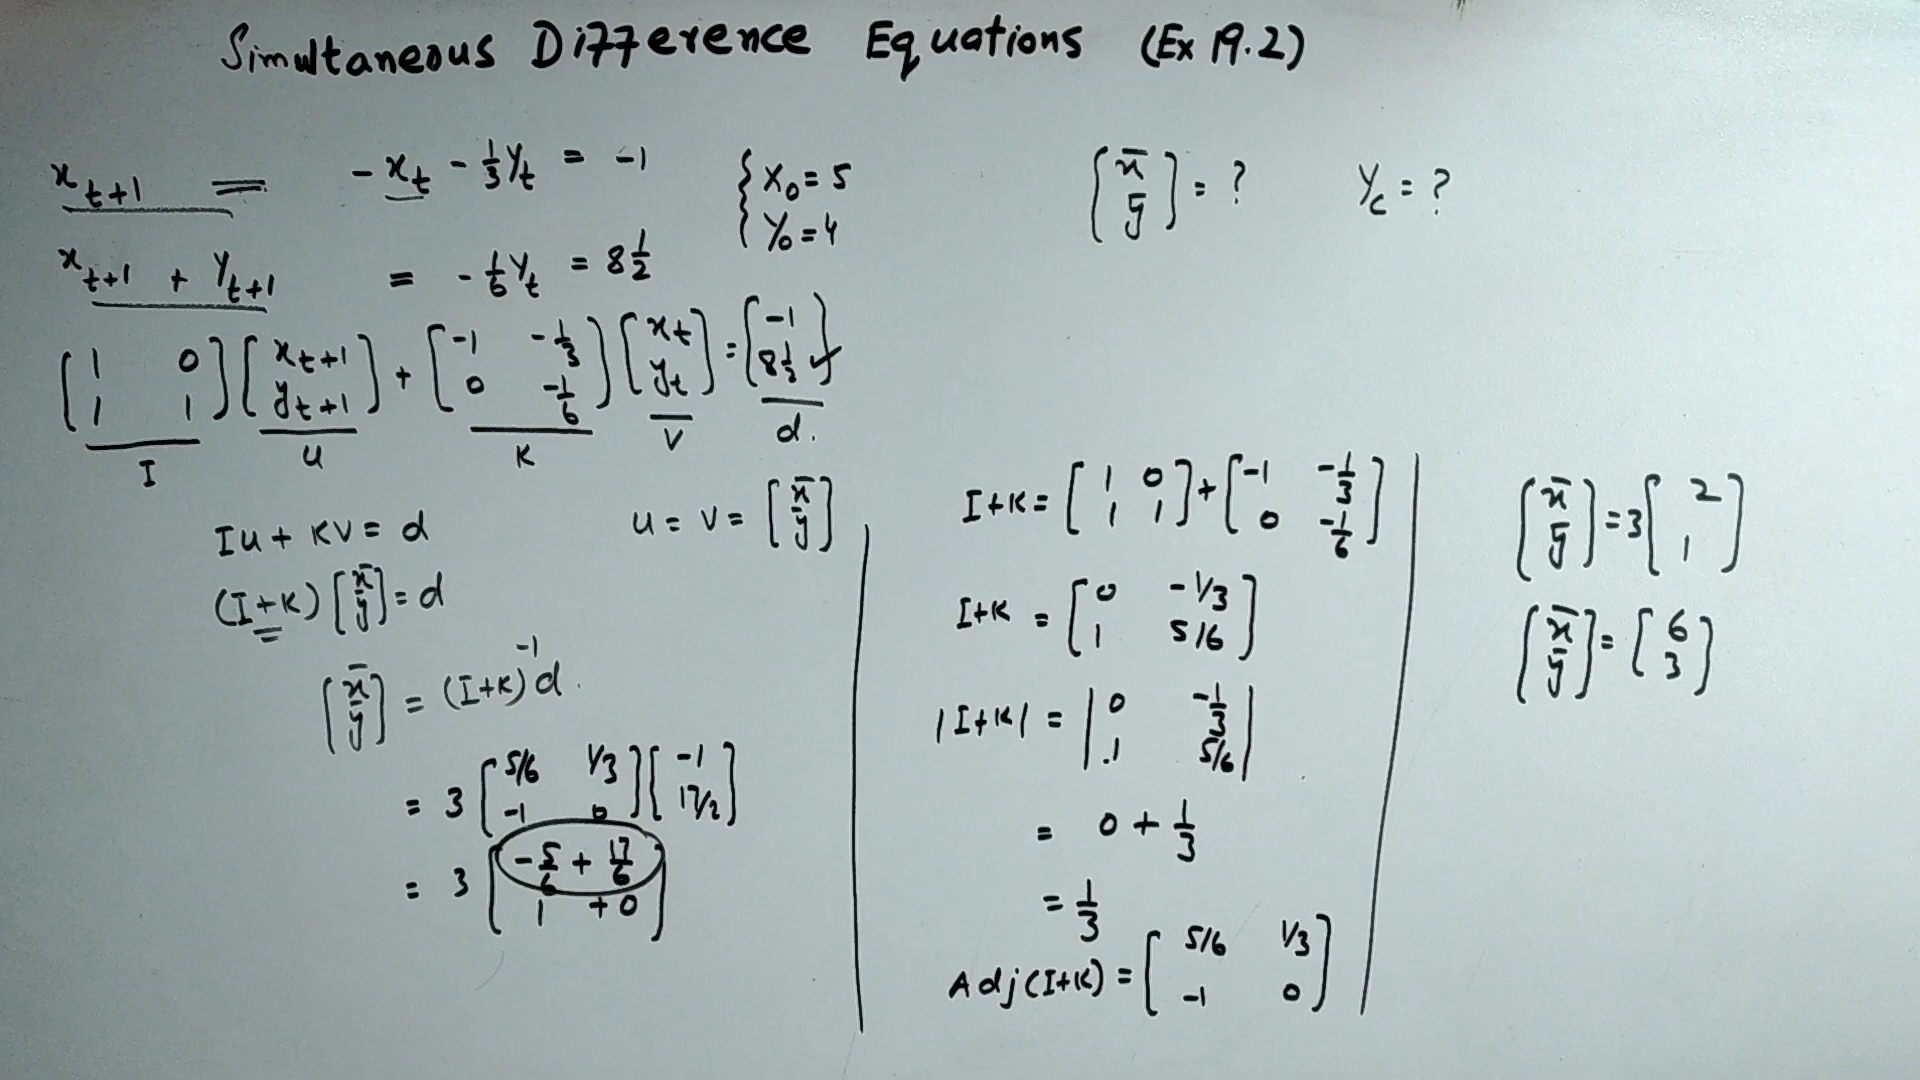 Simultaneous Difference Equations (Ex 19.2)
x_{t+1} = - x_t - 1/3 y_t = -1 { x_0 = 5 [x̄ ȳ] = ? Y_c = ?
{ y_0 = 4
x_{t+1} + y_{t+1} = - 1/6 y_t = 8 1/2
[1 0; 1 1] [x_{t+1}; y_{t+1}] + [-1 -1/3; 0 -1/6] [x_t; y_t] = [-1; 8 1/2]
I u K v d.
Iu + Kv = d u = v = [x̄; ȳ]
(I+K) [x̄; ȳ] = d
[x̄; ȳ] = (I+K)^{-1} d.
= 3 [5/6 1/3; -1 0] [-1; 17/2]
= 3 [-5/6 + 17/6; 1 + 0]
I+K = [1 0; 1 1] + [-1 -1/3; 0 -1/6]
I+K = [0 -1/3; 1 5/6]
|I+K| = |0 -1/3; 1 5/6|
= 0 + 1/3
= 1/3
Adj(I+K) = [5/6 1/3; -1 0]
[x̄; ȳ] = 3 [2; 1]
[x̄; ȳ] = [6; 3]